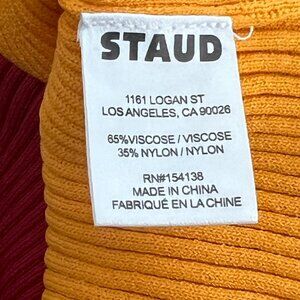 STAUD
1161 LOGAN ST
LOS ANGELES, CA 90026
65%VISCOSE / VISCOSE
35% NYLON / NYLON
RN#154138
MADE IN CHINA
FABRIQUÉ EN LA CHINE